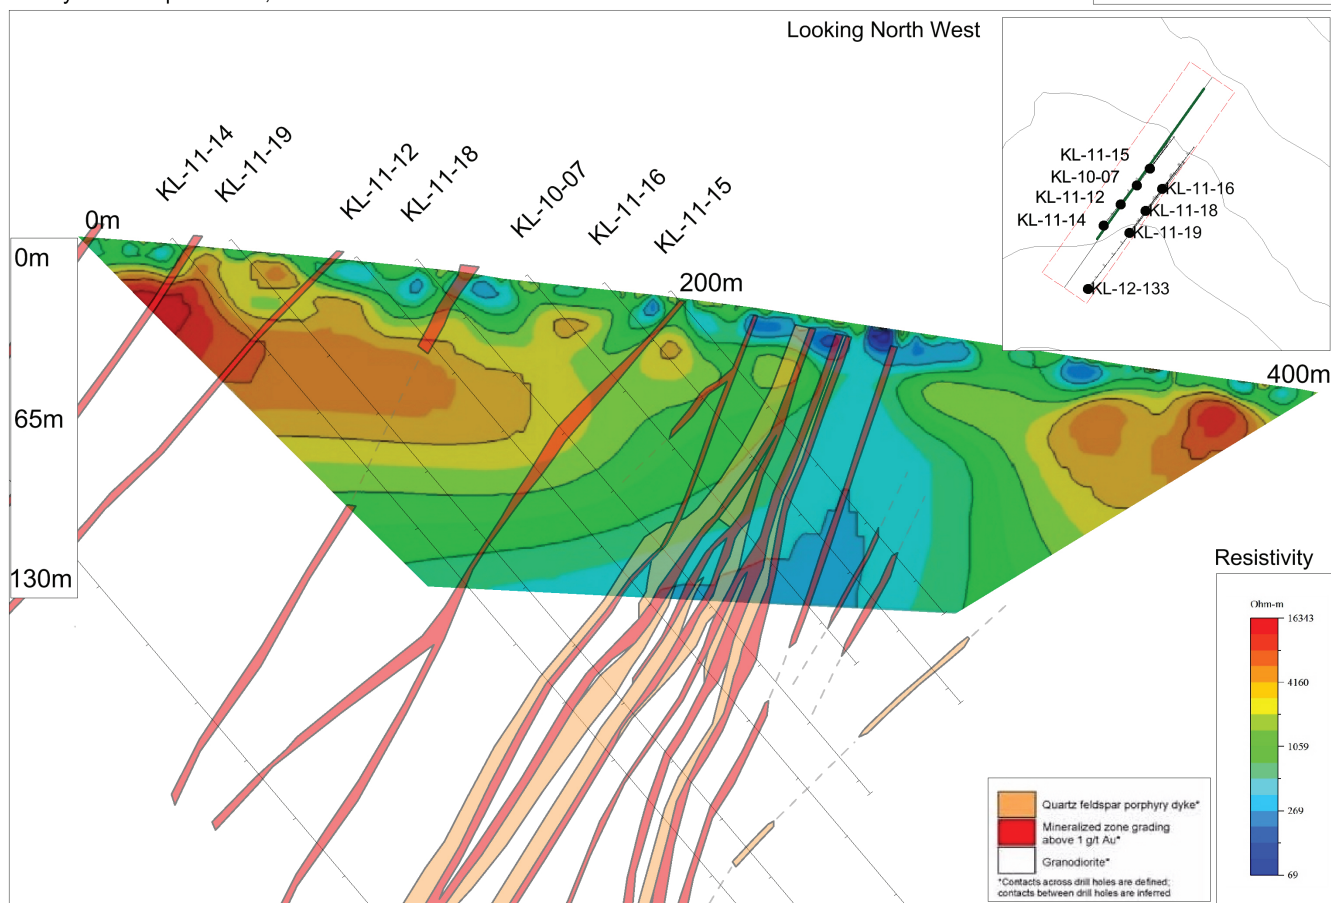 Looking North West
KL-11-14
KL-11-19
KL-11-12
KL-11-18
KL-10-07
KL-11-16
KL-11-15
0m
200m
400m
0m
65m
130m
KL-11-15
KL-10-07
KL-11-12
KL-11-14
KL-11-16
KL-11-18
KL-11-19
KL-12-133
Resistivity
Ohm-m
16343
4160
1059
269
69
Quartz feldspar porphyry dyke*
Mineralized zone grading
above 1 g/t Au*
Granodiorite*
*Contacts across drill holes are defined;
contacts between drill holes are inferred